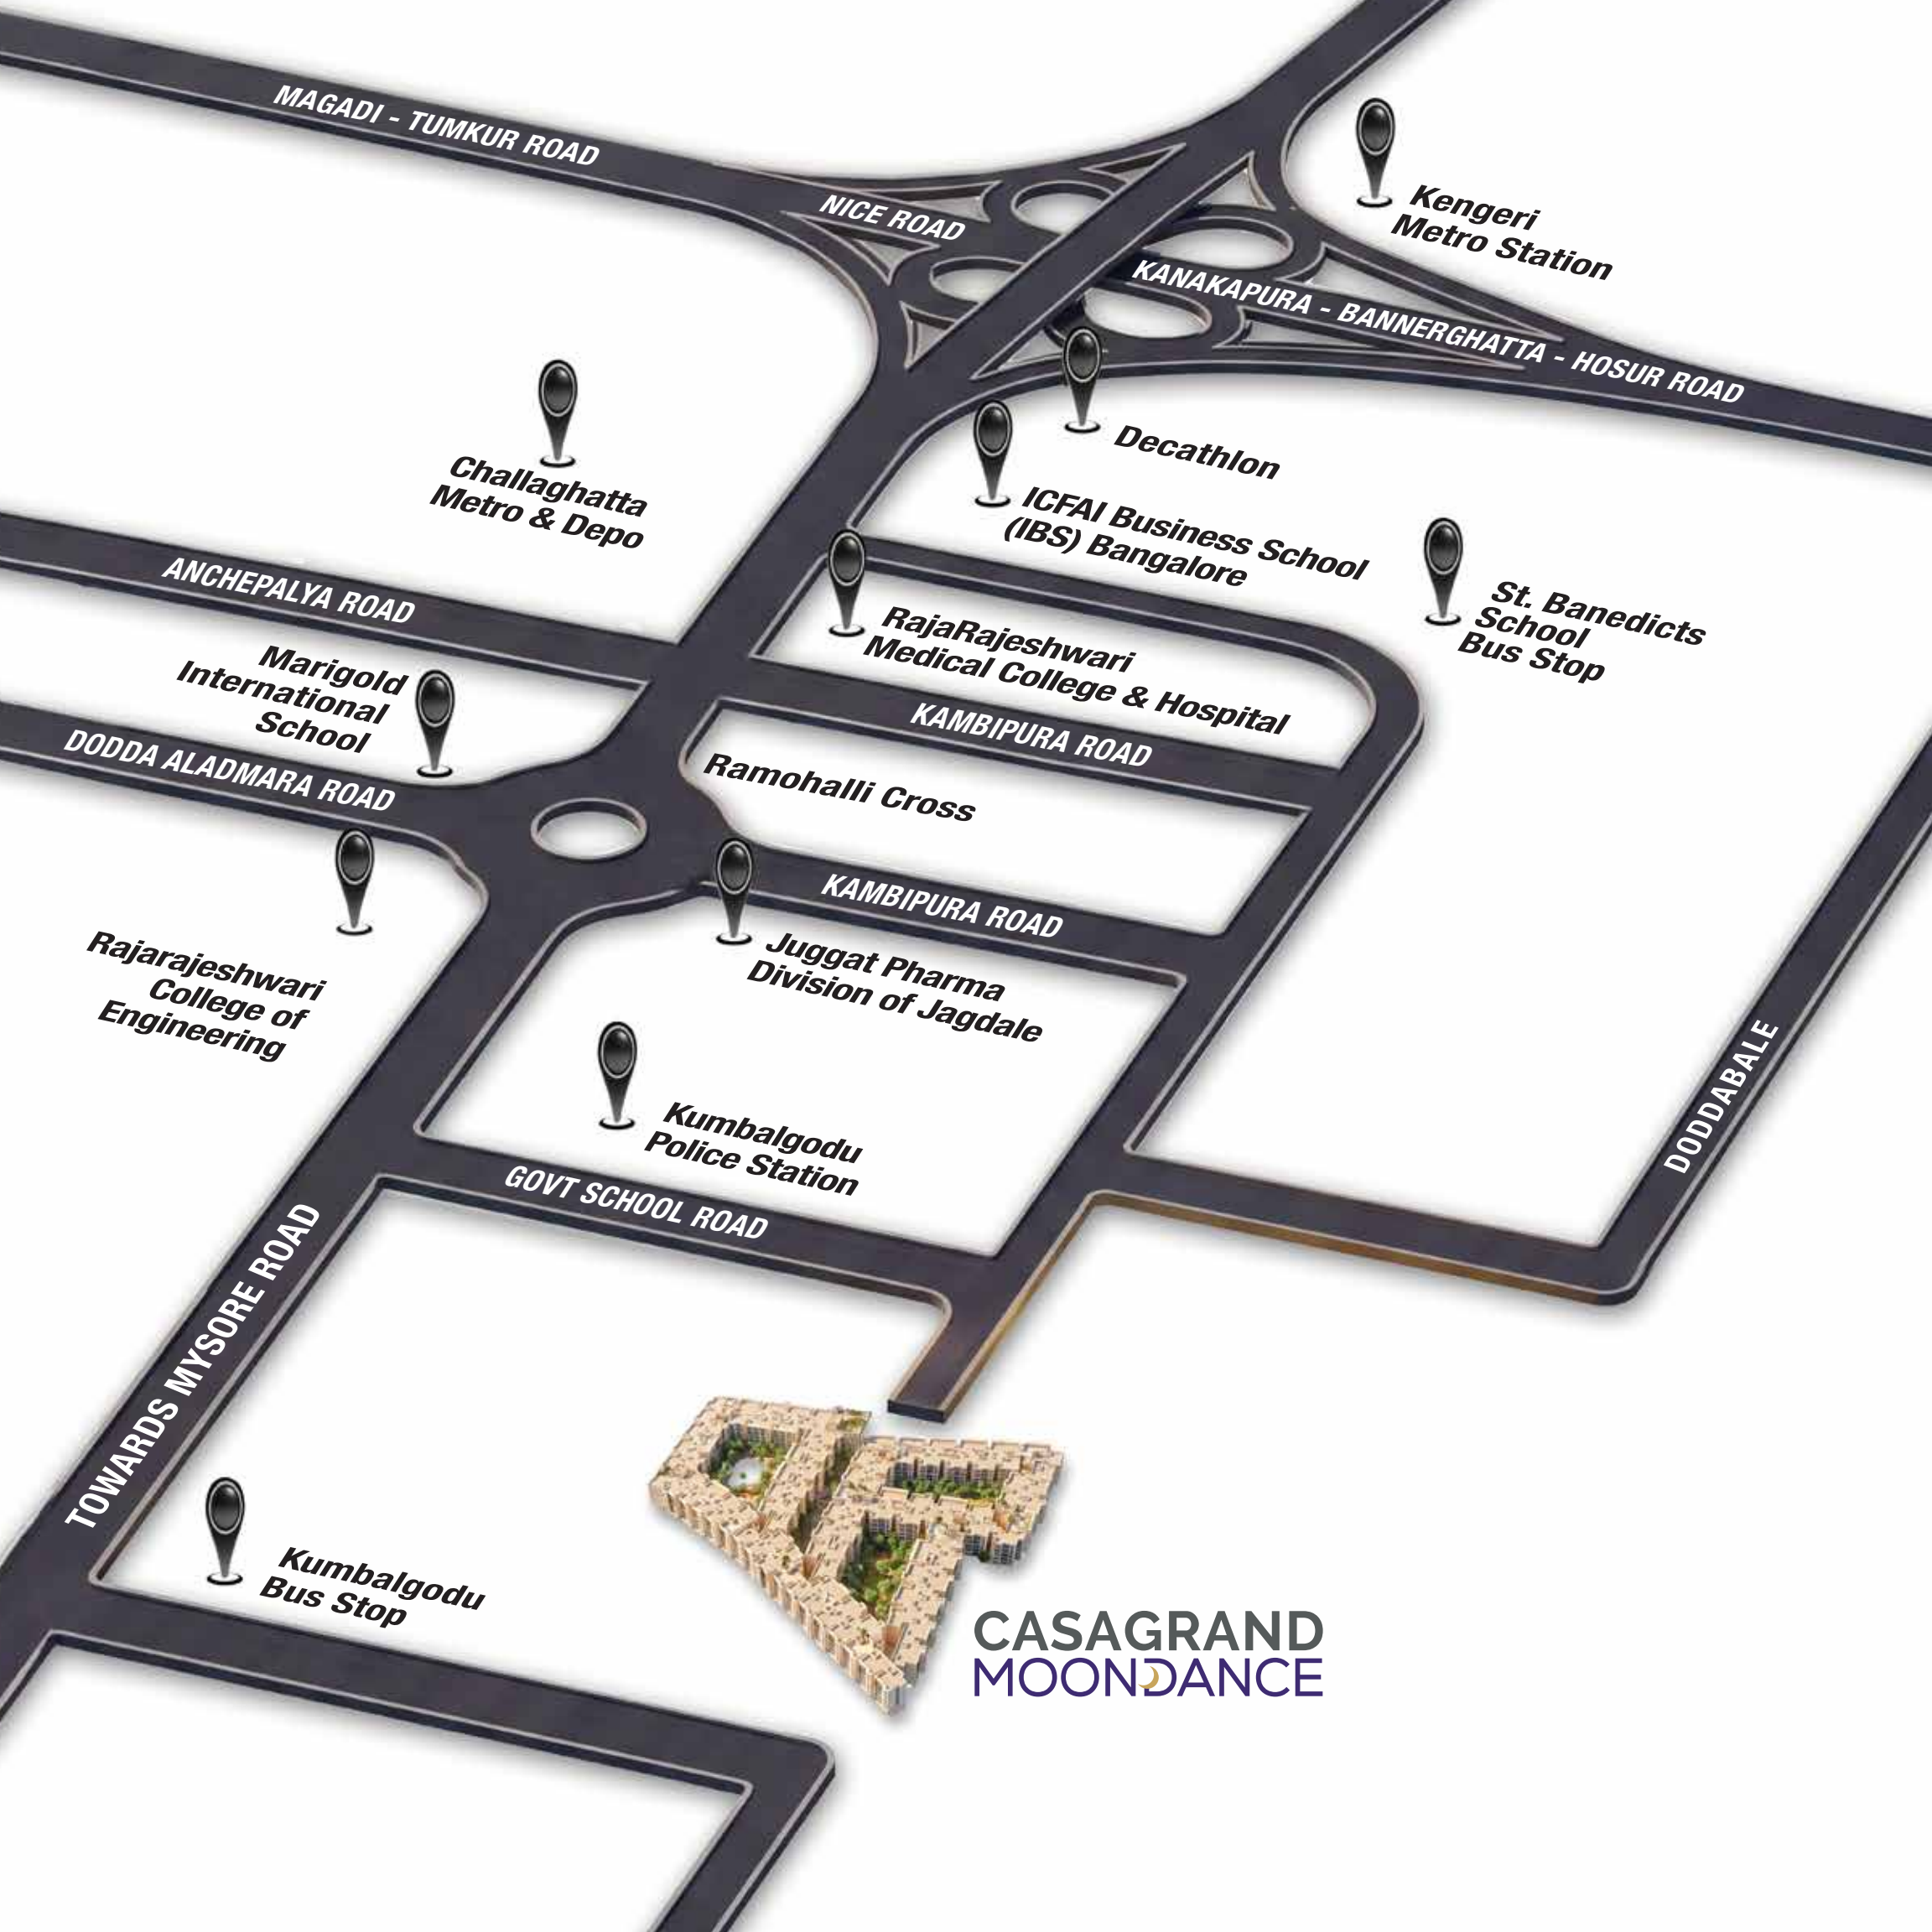 MAGADI - TUMKUR ROAD
NICE ROAD
Kengeri
Metro Station
KANAKAPURA - BANNERGHATTA - HOSUR ROAD
Decathlon
Challaghatta
Metro & Depo
ICFAI Business School
(IBS) Bangalore
ANCHEPALYA ROAD
St. Banedicts
School
Bus Stop
RajaRajeshwari
Medical College & Hospital
Marigold
International
School
KAMBIPURA ROAD
DODDA ALADMARA ROAD
Ramohalli Cross
KAMBIPURA ROAD
Rajarajeshwari
College of
Engineering
Juggat Pharma
Division of Jagdale
Kumbalgodu
Police Station
DODDABALE
GOVT SCHOOL ROAD
TOWARDS MYSORE ROAD
Kumbalgodu
Bus Stop
CASAGRAND
MOONDANCE